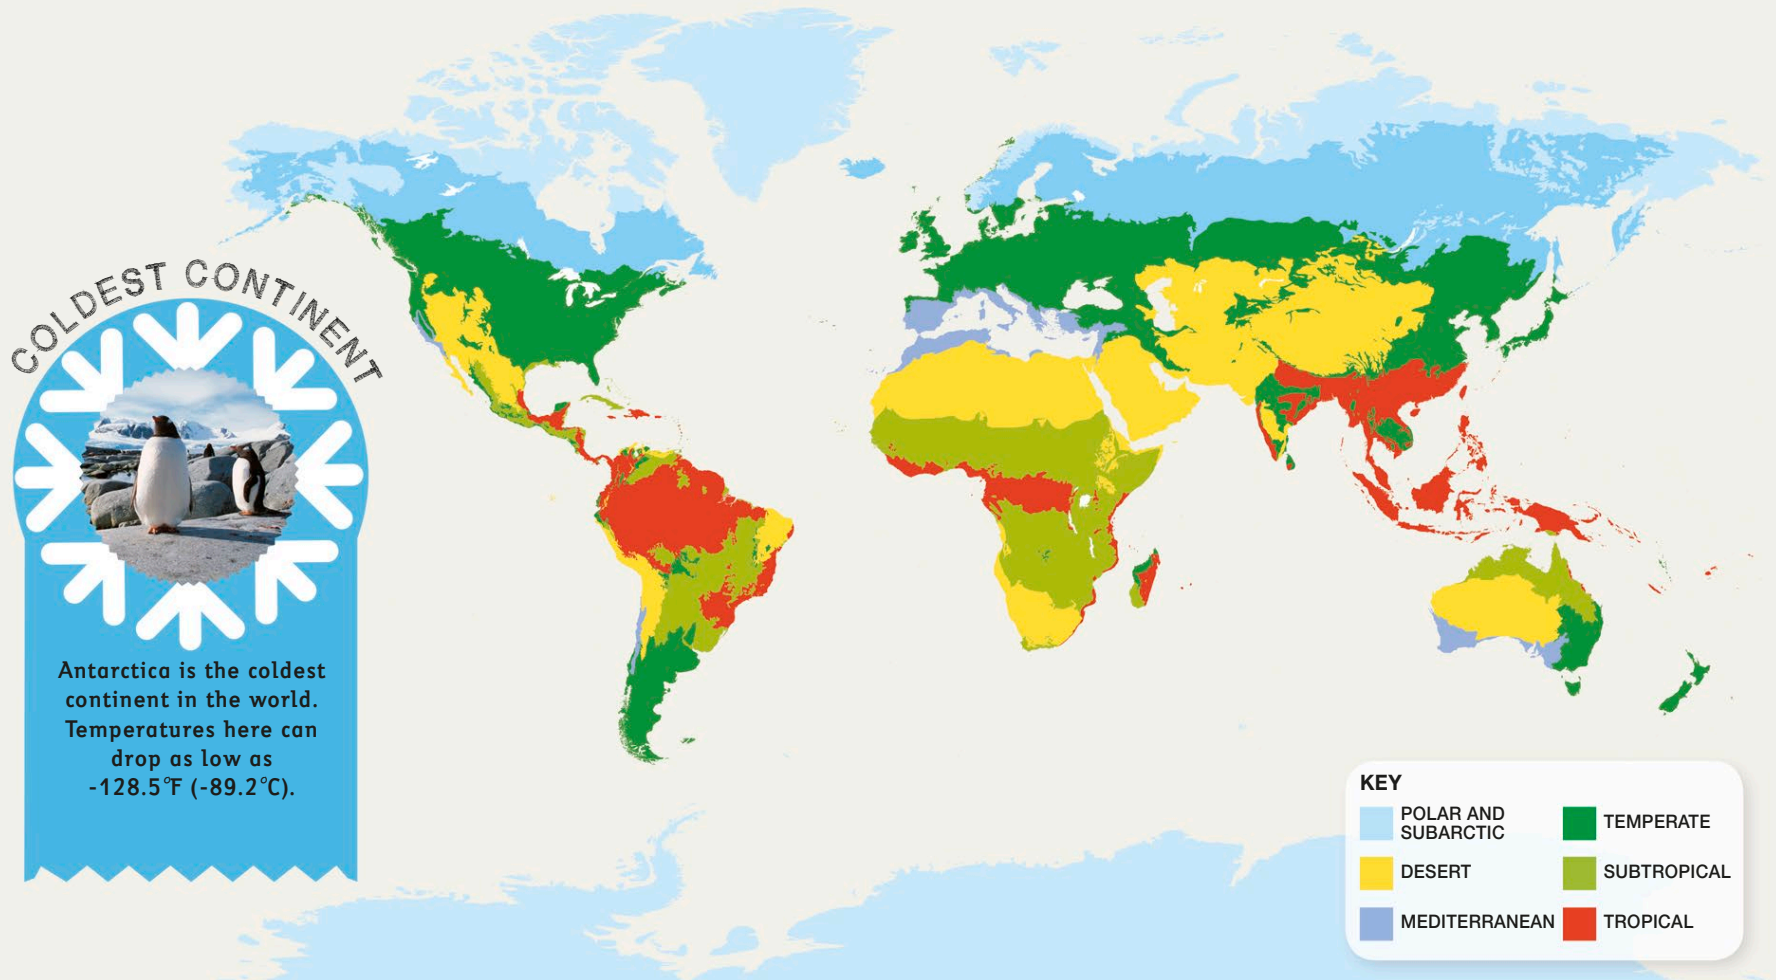 COLDEST CONTINENT
Antarctica is the coldest
continent in the world.
Temperatures here can
drop as low as
-128.5°F (-89.2°C).
KEY
POLAR AND
SUBARCTIC
DESERT
MEDITERRANEAN
TEMPERATE
SUBTROPICAL
TROPICAL